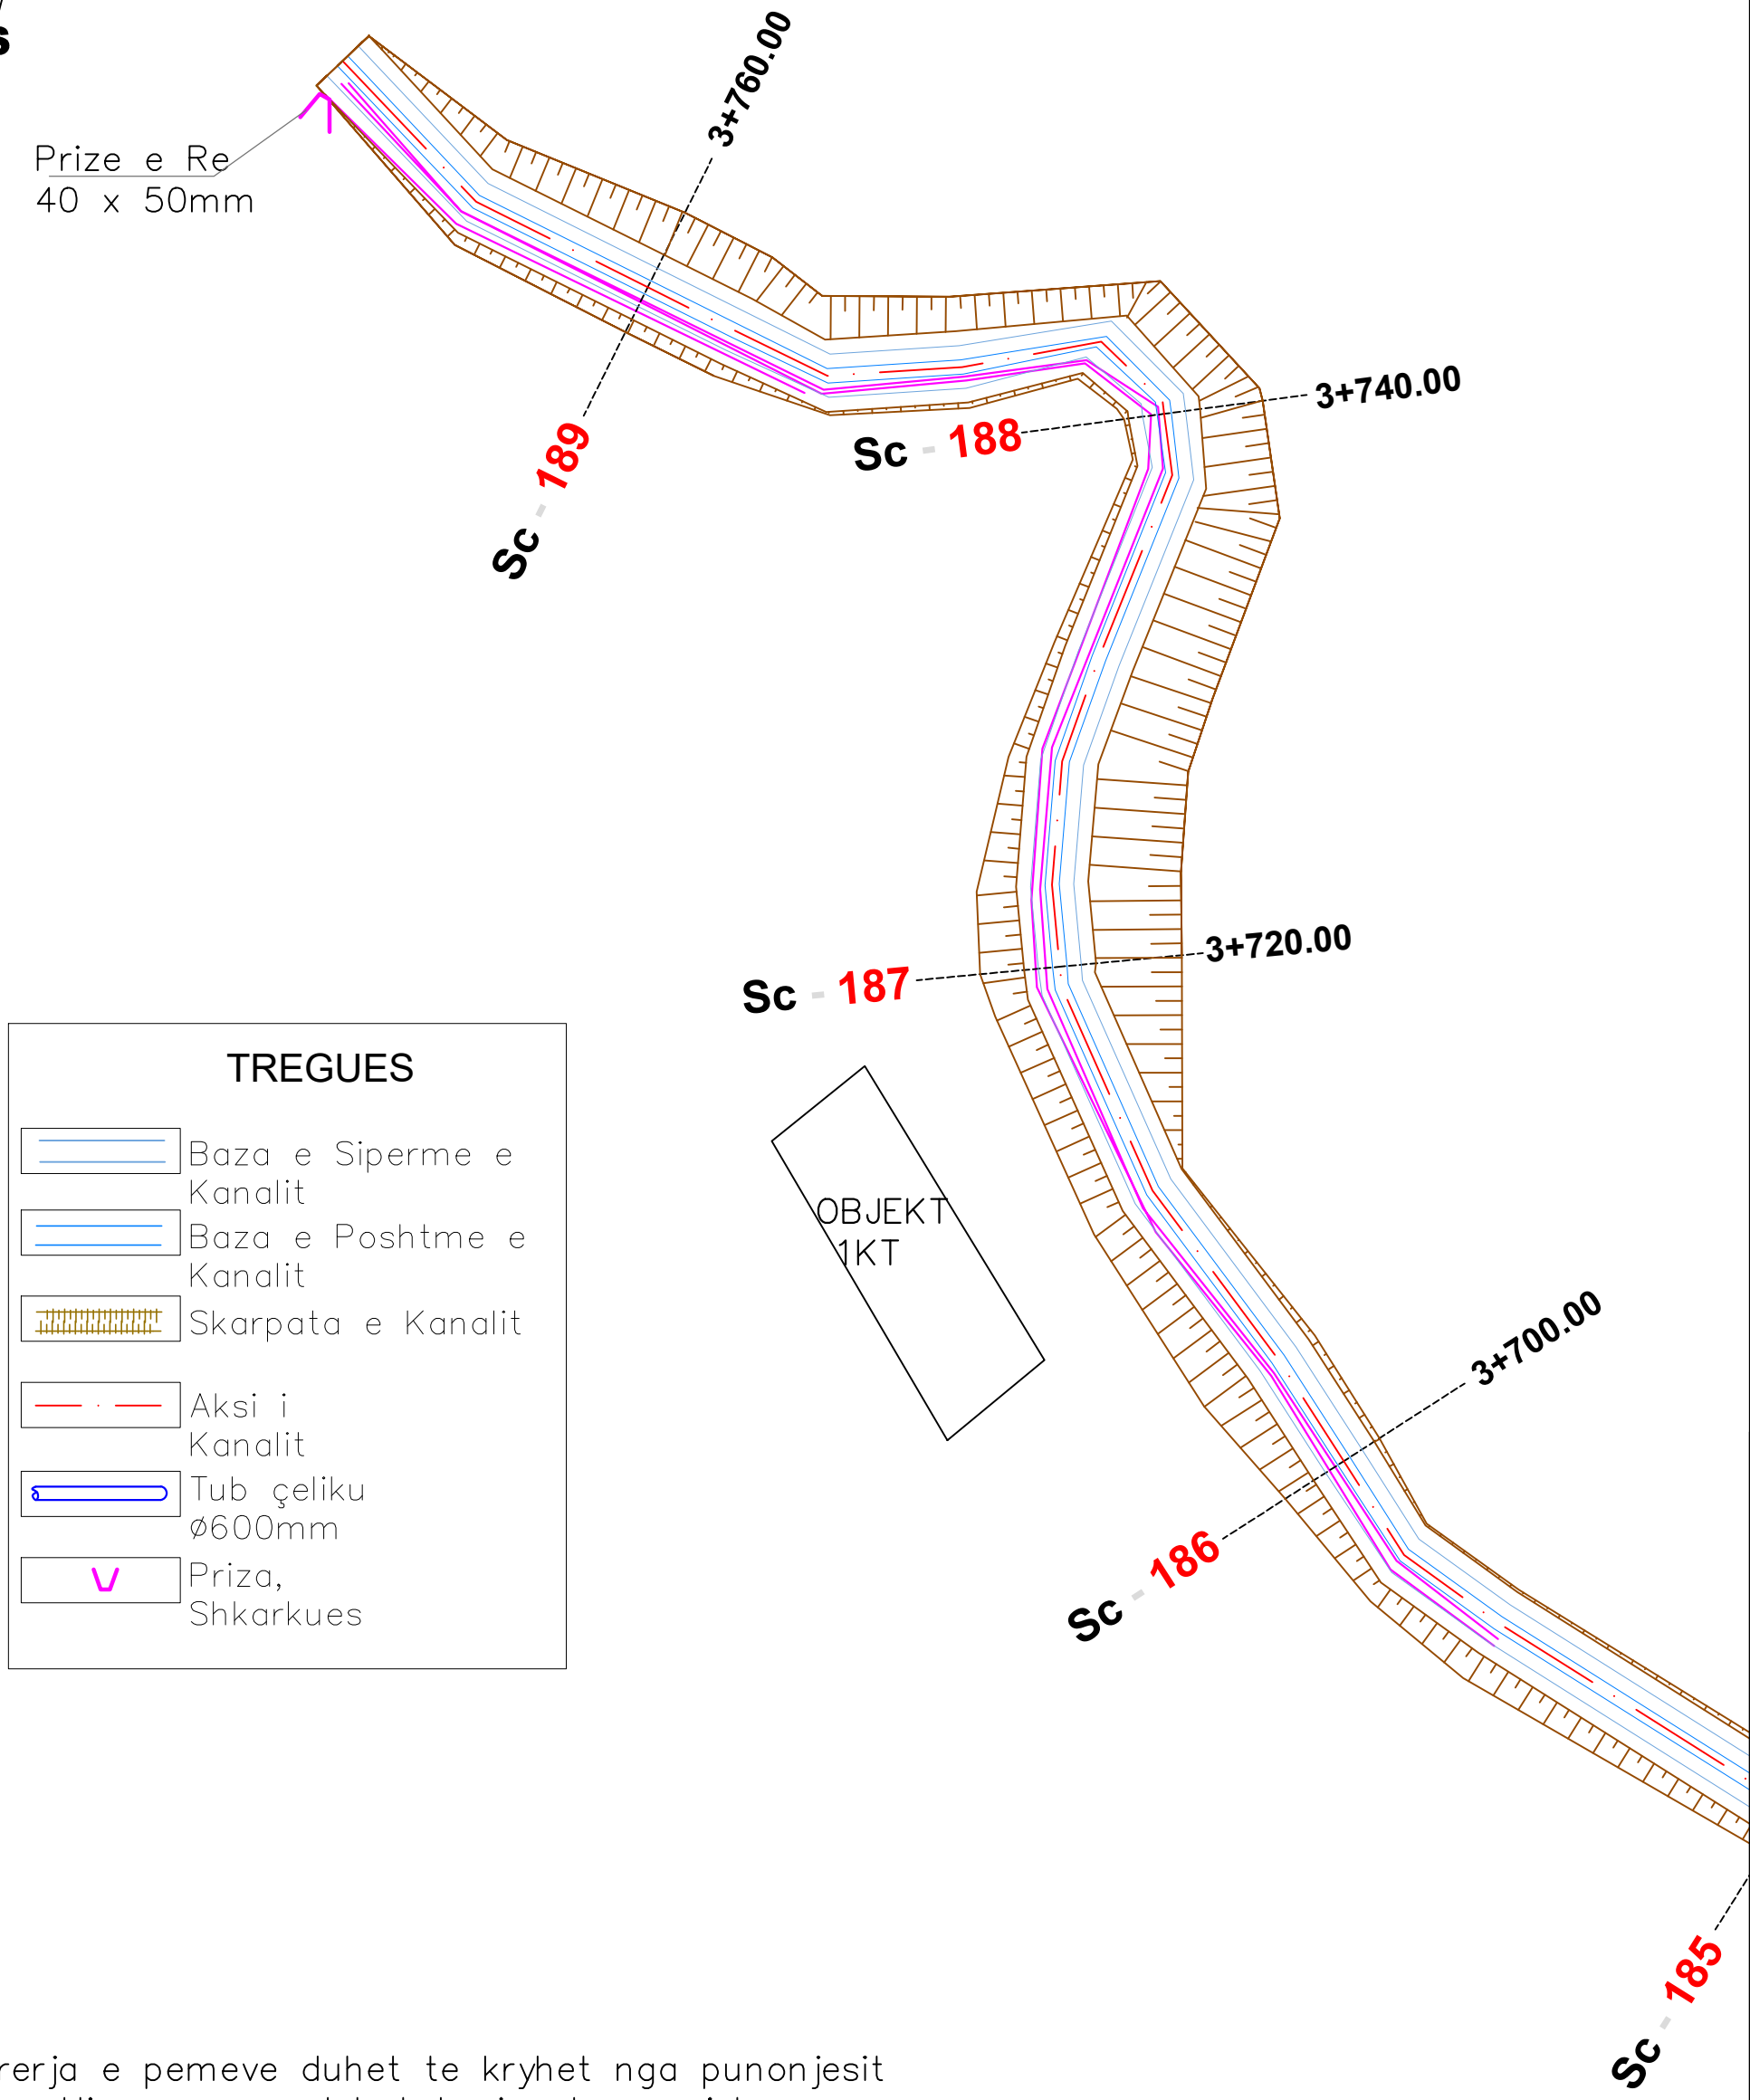 3+760.00
Prize e Re
40 x 50mm
3+740.00
Sc - 188
Sc - 189
3+720.00
Sc - 187
TREGUES
Baza e Siperme e
Kanalit
Baza e Poshtme e
Kanalit
Skarpata e Kanalit
Aksi i
Kanalit
Tub çeliku
Ø600mm
Priza,
Shkarkues
OBJEKT
1KT
3+700.00
Sc - 186
Sc - 185
e pemeve duhet te kryhet nga punonjesit